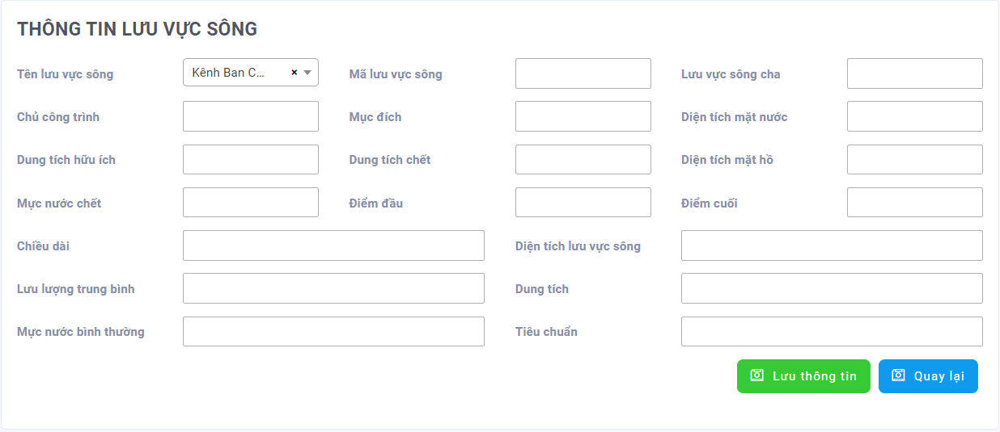 THÔNG TIN LƯU VỰC SÔNG
Tên lưu vực sông Kênh Ban C... × Mã lưu vực sông Lưu vực sông cha
Chủ công trình Mục đích Diện tích mặt nước
Dung tích hữu ích Dung tích chết Diện tích mặt hồ
Mực nước chết Điểm đầu Điểm cuối
Chiều dài Diện tích lưu vực sông
Lưu lượng trung bình Dung tích
Mực nước bình thường Tiêu chuẩn
Lưu thông tin Quay lại